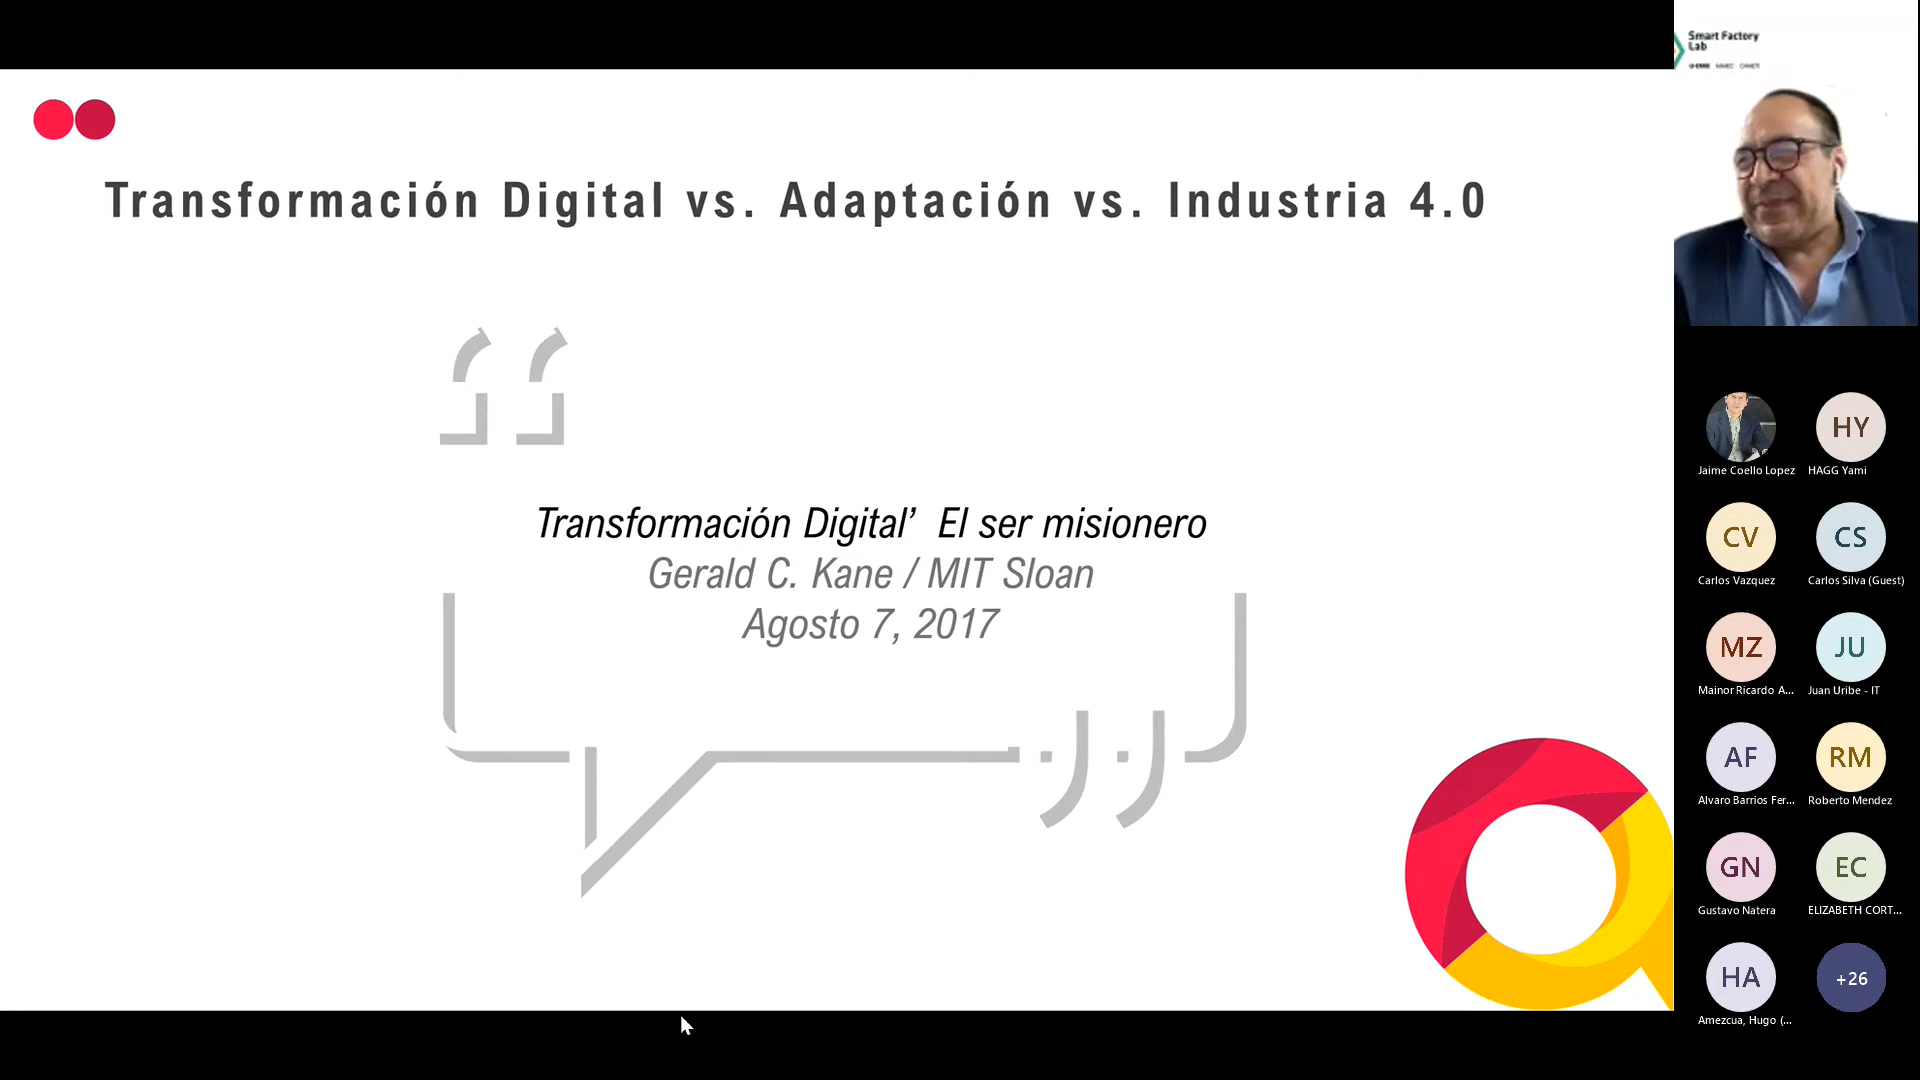 Smart Factory
Lab
Transformación Digital vs. Adaptación vs. Industria 4.0
Transformación Digital’ El ser misionero
Gerald C. Kane / MIT Sloan
Agosto 7, 2017
Jaime Coello Lopez
HY
HAGG Yami
CV
Carlos Vazquez
CS
Carlos Silva (Guest)
MZ
Mainor Ricardo A...
JU
Juan Uribe - IT
AF
Alvaro Barrios Fer...
RM
Roberto Mendez
GN
Gustavo Natera
EC
ELIZABETH CORT...
HA
Amezcua, Hugo (...
+26